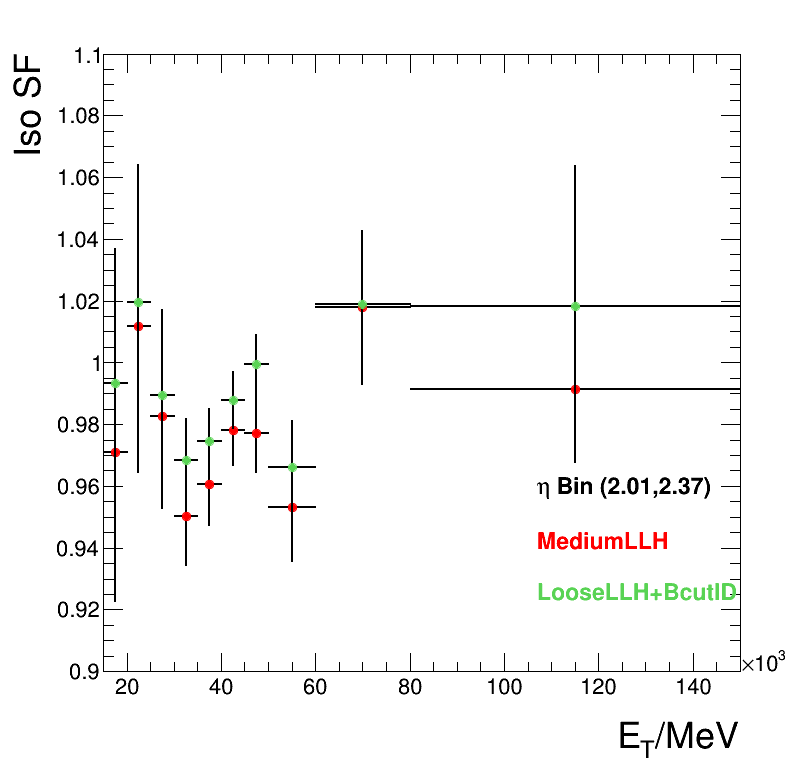 Iso SF
1.1
1.08
1.06
1.04
1.02
1
0.98
0.96
0.94
0.92
0.9
η Bin (2.01,2.37)
MediumLLH
LooseLLH+BcutID
20 40 60 80 100 120 140
×10³
E_T/MeV